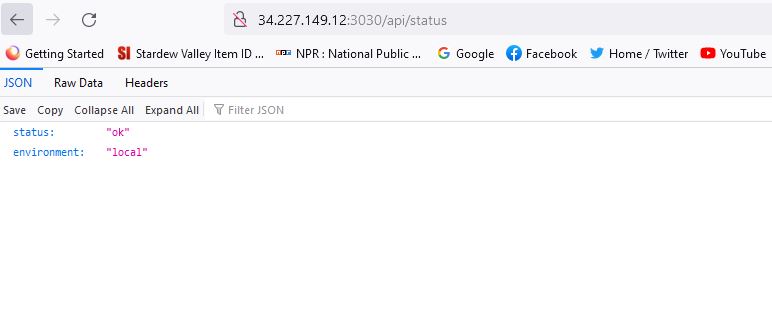 34.227.149.12:3030/api/status
Getting Started Stardew Valley Item ID ... npr NPR : National Public ... Google Facebook Home / Twitter YouTube
JSON Raw Data Headers
Save Copy Collapse All Expand All Filter JSON
status: "ok"
environment: "local"